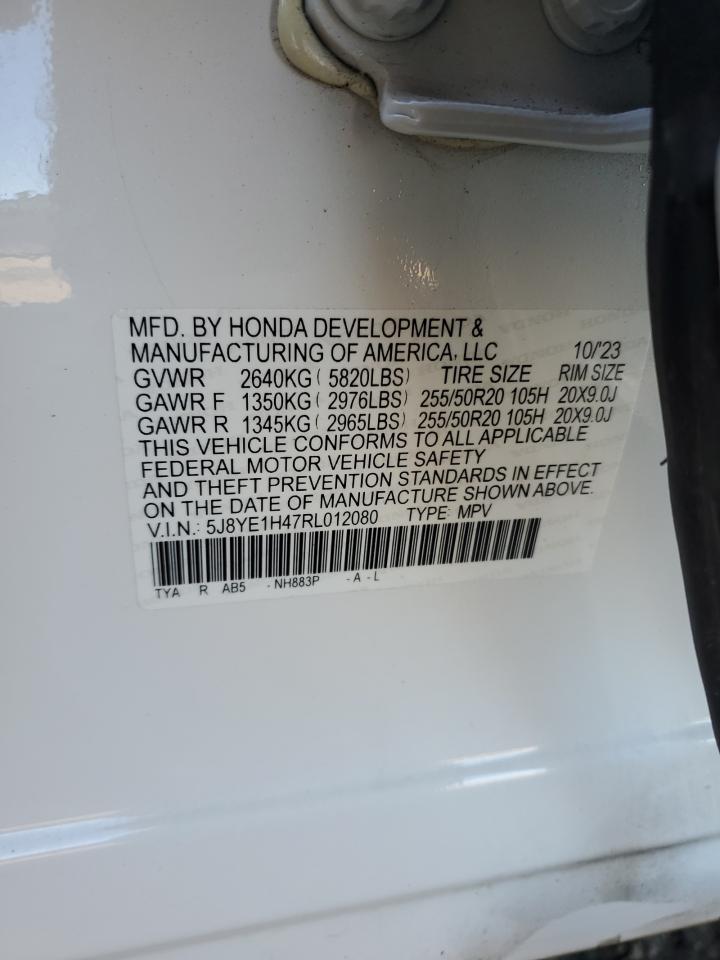 MFD. BY HONDA DEVELOPMENT &
MANUFACTURING OF AMERICA, LLC 10/'23
GVWR 2640KG ( 5820LBS) TIRE SIZE RIM SIZE
GAWR F 1350KG ( 2976LBS) 255/50R20 105H 20X9.0J
GAWR R 1345KG ( 2965LBS) 255/50R20 105H 20X9.0J
THIS VEHICLE CONFORMS TO ALL APPLICABLE
FEDERAL MOTOR VEHICLE SAFETY
AND THEFT PREVENTION STANDARDS IN EFFECT
ON THE DATE OF MANUFACTURE SHOWN ABOVE.
V.I.N.: 5J8YE1H47RL012080 TYPE: MPV
TYA R AB5 - NH883P - A - L